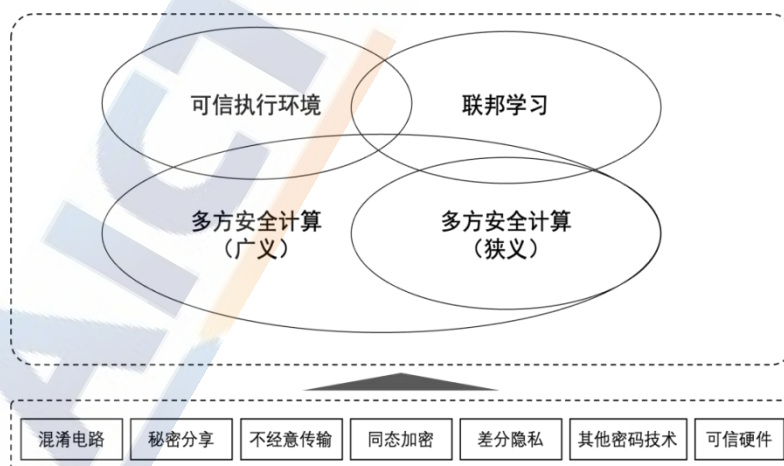 可信执行环境
联邦学习
多方安全计算
（广义）
多方安全计算
（狭义）
混淆电路
秘密分享
不经意传输
同态加密
差分隐私
其他密码技术
可信硬件